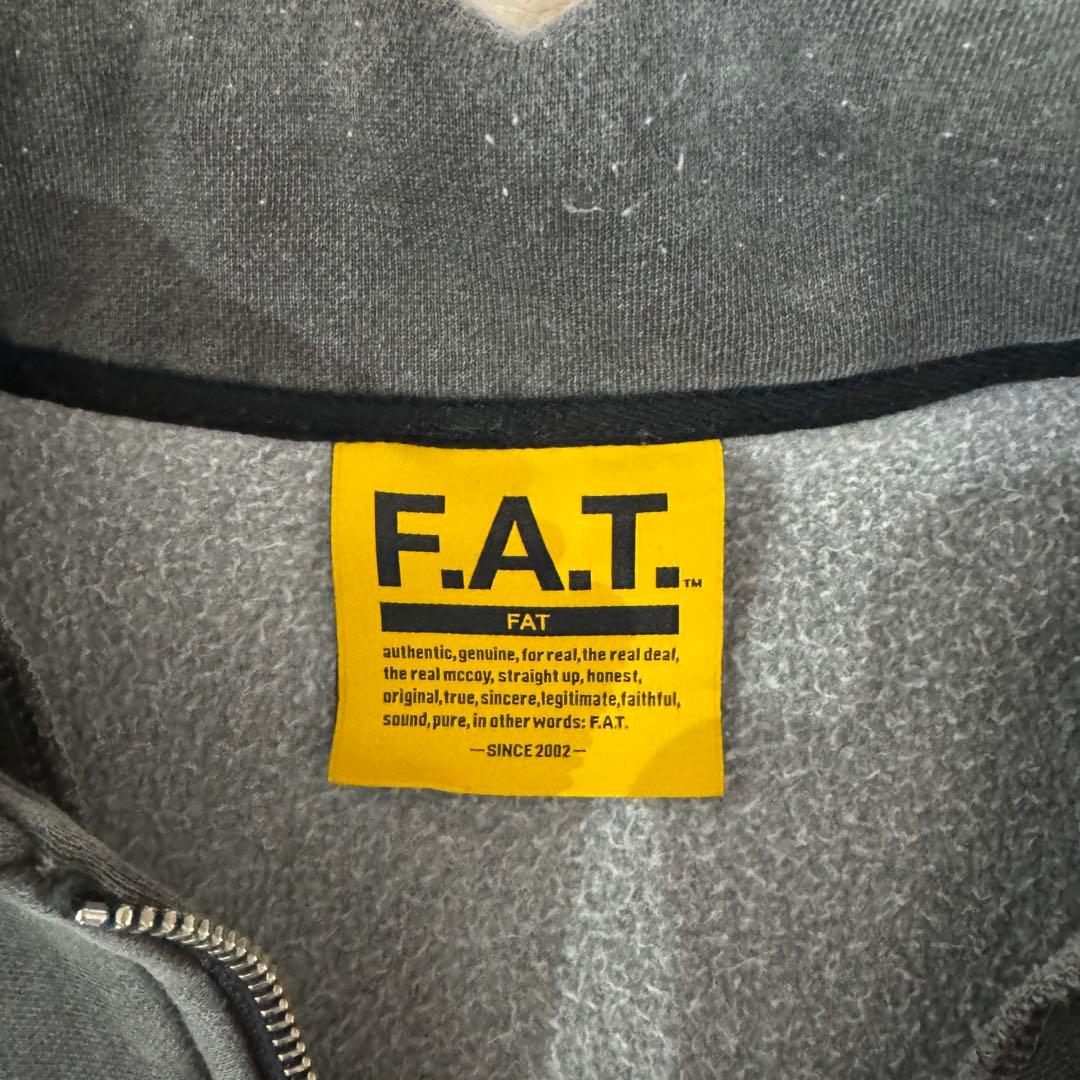 F.A.T.™
FAT
authentic, genuine, for real, the real deal,
the real mccoy, straight up, honest,
original, true, sincere, legitimate, faithful,
sound, pure, in other words: F.A.T.
—SINCE 2002—